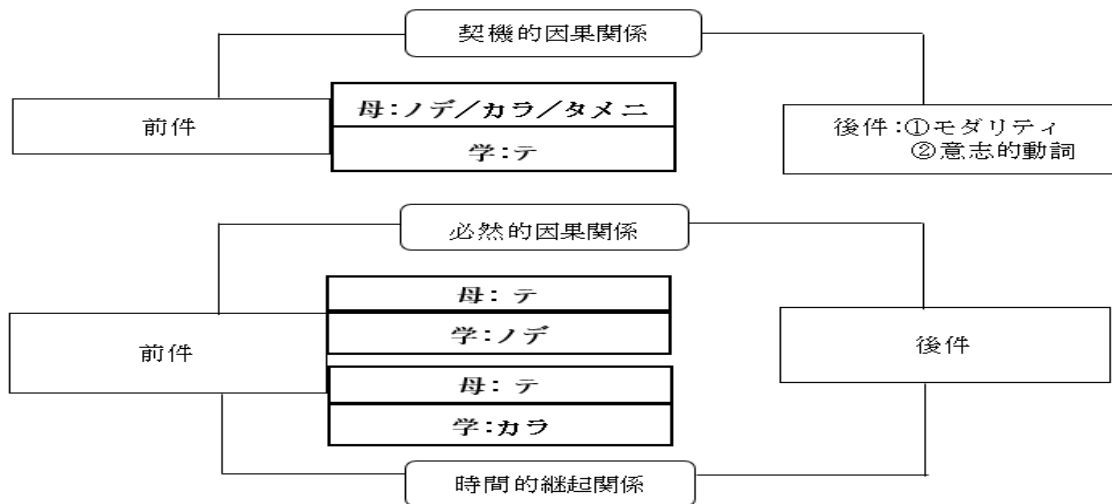 契機的因果関係
前件
母:ノデ/カラ/タメニ
学:テ
後件:①モダリティ
②意志的動詞
必然的因果関係
前件
母:テ
学:ノデ
母:テ
学:カラ
後件
時間的継起関係